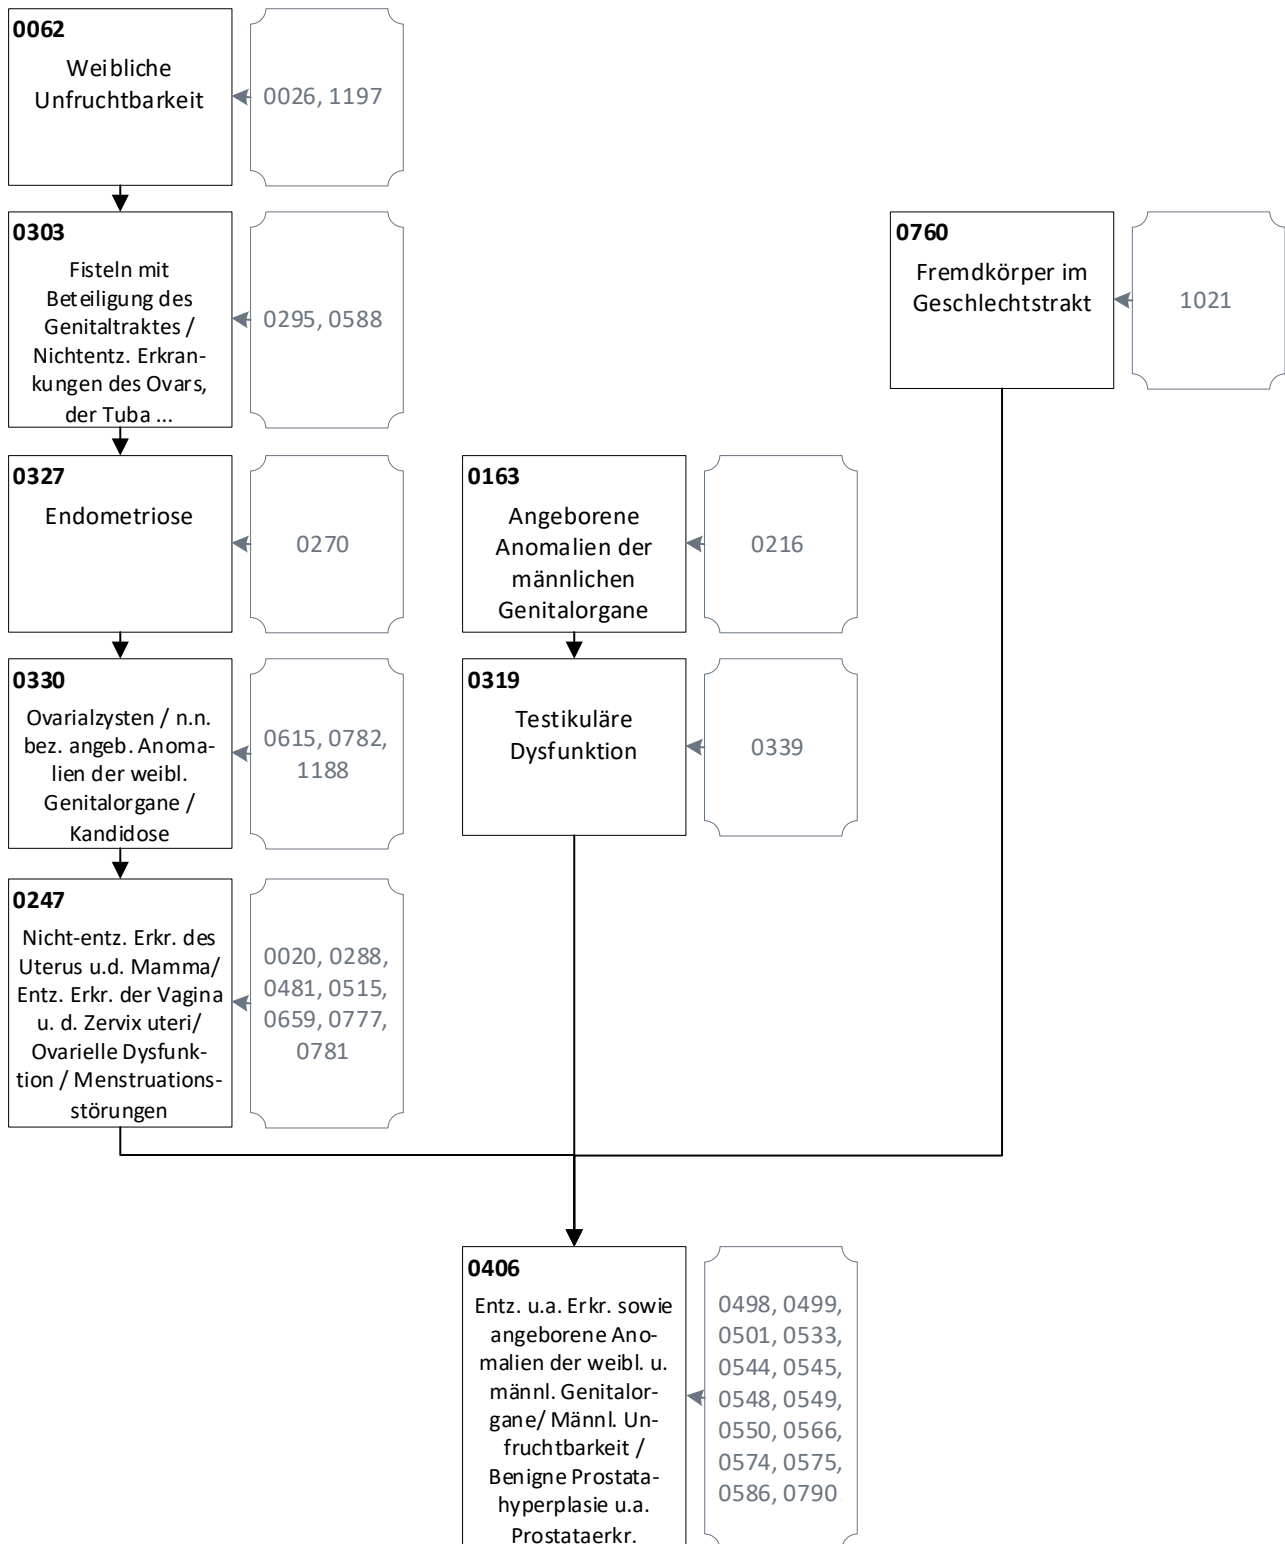 0062
Weibliche
Unfruchtbarkeit
0026, 1197
0303
Fisteln mit
Beteiligung des
Genitaltraktes /
Nichtentz. Erkran-
kungen des Ovars,
der Tuba ...
0295, 0588
0760
Fremdkörper im
Geschlechtstrakt
1021
0327
Endometriose
0270
0163
Angeborene
Anomalien der
männlichen
Genitalorgane
0216
0330
Ovarialzysten / n.n.
bez. angeb. Anoma-
lien der weibl.
Genitalorgane /
Kandidose
0615, 0782,
1188
0319
Testikuläre
Dysfunktion
0339
0247
Nicht-entz. Erkr. des
Uterus u.d. Mamma/
Entz. Erkr. der Vagina
u. d. Zervix uteri/
Ovarielle Dysfunk-
tion / Menstruations-
störungen
0020, 0288,
0481, 0515,
0659, 0777,
0781
0406
Entz. u.a. Erkr. sowie
angeborene Ano-
malien der weibl. u.
männl. Genitalor-
gane/ Männl. Un-
fruchtbarkeit /
Benigne Prostata-
hyperplasie u.a.
Prostataerkr.
0498, 0499,
0501, 0533,
0544, 0545,
0548, 0549,
0550, 0566,
0574, 0575,
0586, 0790